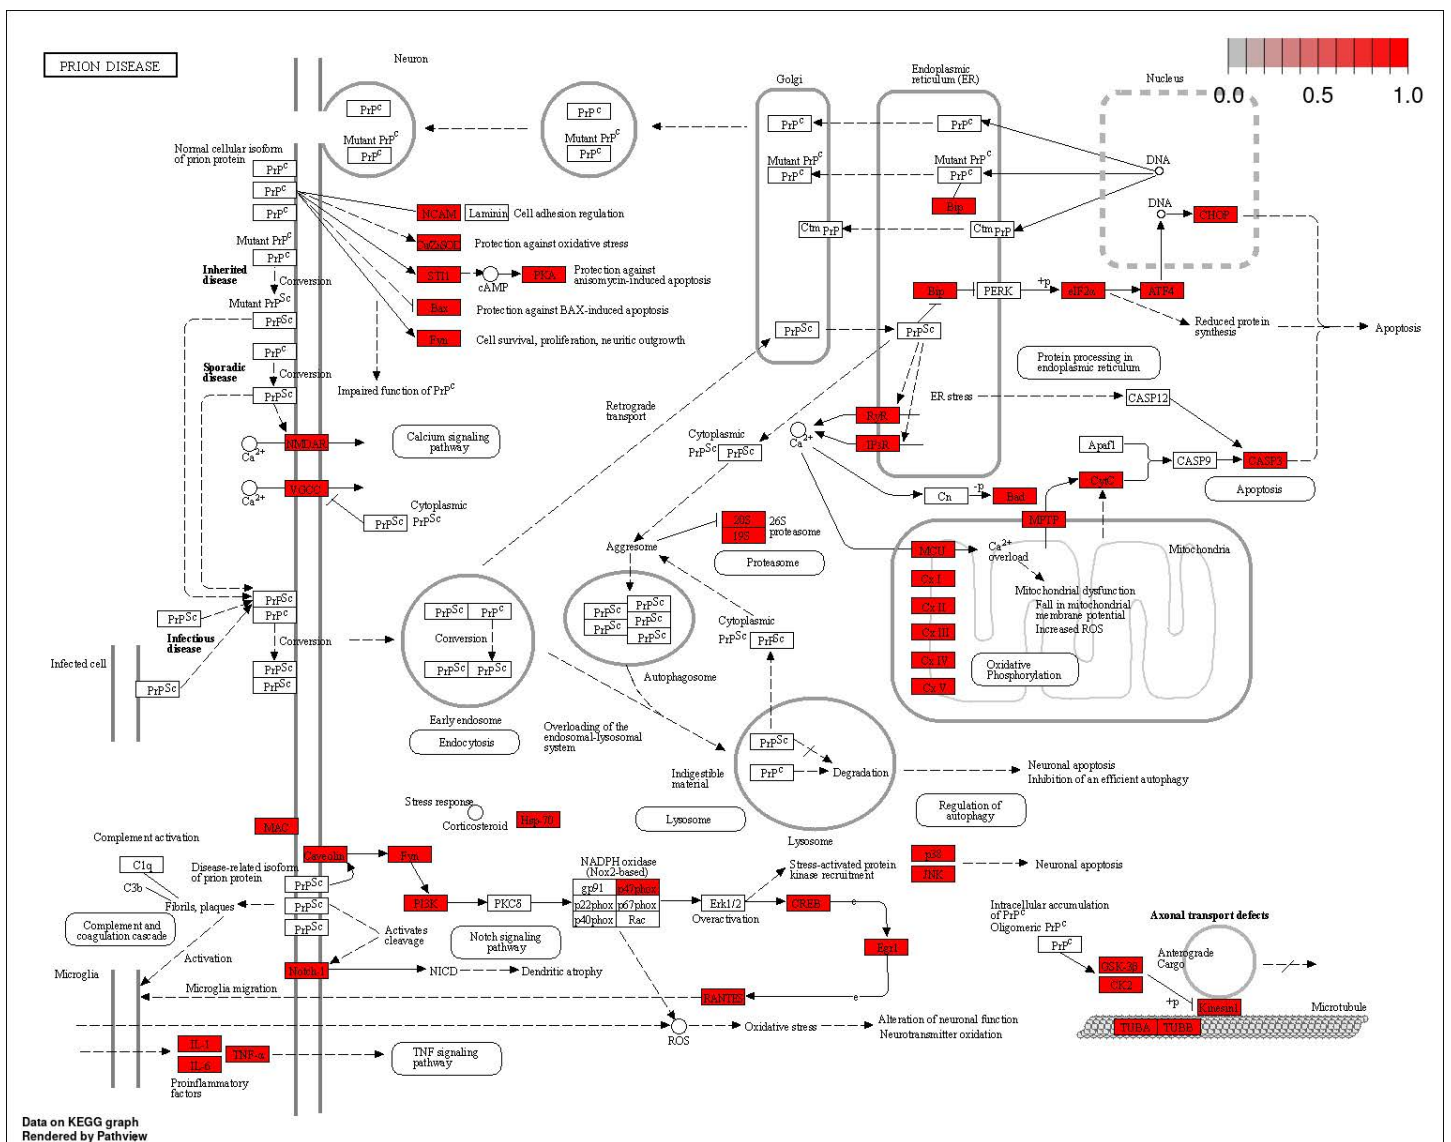 PRION DISEASE
Neuron
Golgi
Endoplasmic
reticulum (ER)
Nucleus
0.0
0.5
1.0
PrPC
Mutant PrPC
PrPC
PrPC
Mutant PrPC
PrPC
PrPC
Mutant PrPC
PrPC
CtmPrP
PrPSc
PrPC
Mutant PrPC
PrPC
Bip
CtmPrP
DNA
DNA
CHOP
Normal cellular isoform
of prion protein
PrPC
PrPC
PrPC
Mutant PrPC
PrPC
Inherited
disease
Conversion
Mutant PrPSc
PrPSc
PrPC
Sporadic
disease
Conversion
PrPSc
NCAM
Laminin
Cell adhesion regulation
Cu/ZnSOD
Protection against oxidative stress
STI1
cAMP
PKA
Protection against
anisomycin-induced apoptosis
Bax
Protection against BAX-induced apoptosis
Fyn
Cell survival, proliferation, neuritic outgrowth
Impaired function of PrPC
Bip
PERK
+p
eIF2α
ATF4
Reduced protein
synthesis
Apoptosis
PrPSc
Protein processing in
endoplasmic reticulum
ER stress
CASP12
RyR
IP3R
Ca2+
Apaf1
CASP9
CASP3
Apoptosis
CytC
Cn
-p
Bad
MPTP
Retrograde
transport
Cytoplasmic
PrPSc
PrPSc
NMDAR
Ca2+
Calcium signaling
pathway
VGCC
Ca2+
PrPSc
Cytoplasmic
PrPSc
20S
19S
26S
proteasome
Proteasome
Aggresome
MCU
Ca2+
overload
Mitochondria
Cx I
Cx II
Cx III
Cx IV
Cx V
Mitochondrial dysfunction
Fall in mitochondrial
membrane potential
Increased ROS
Oxidative
Phosphorylation
PrPSc
PrPC
PrPSc
Infectious
disease
Conversion
PrPSc
PrPSc
Infected cell
PrPSc
PrPSc
PrPC
Conversion
PrPSc
PrPSc
Early endosome
Endocytosis
PrPSc
PrPSc
PrPSc
PrPSc
PrPSc
Autophagosome
Cytoplasmic
PrPSc
PrPSc
Overloading of the
endosomal-lysosomal
system
Indigestible
material
PrPSc
PrPC
Degradation
Lysosome
Lysosome
Neuronal apoptosis
Inhibition of an efficient autophagy
Regulation of
autophagy
Stress response
Corticosteroid
Hsp-70
MAC
Complement activation
C1q
C3b
Disease-related isoform
of prion protein
Fibrils, plaques
Complement and
coagulation cascade
Caveolin
Fyn
PrPSc
PrPSc
PrPSc
PI3K
PKCδ
NADPH oxidase
(Nox2-based)
gp91
p47phox
p22phox
p67phox
p40phox
Rac
Erk1/2
Overactivation
Stress-activated protein
kinase recruitment
CREB
e
Egr1
p38
JNK
Neuronal apoptosis
Activates
cleavage
Notch signaling
pathway
Notch-1
NICD
Dendritic atrophy
Activation
Microglia
Microglia migration
RANTES
e
ROS
Oxidative stress
Alteration of neuronal function
Neurotransmitter oxidation
IL-1
IL-6
TNF-α
Proinflammatory
factors
TNF signaling
pathway
Intracellular accumulation
of PrPC
Oligomeric PrPC
PrPC
Axonal transport defects
Anterograde
Cargo
GSK-3β
CK2
+p
Kinesin1
Microtubule
TUBA
TUBB
Data on KEGG graph
Rendered by Pathview